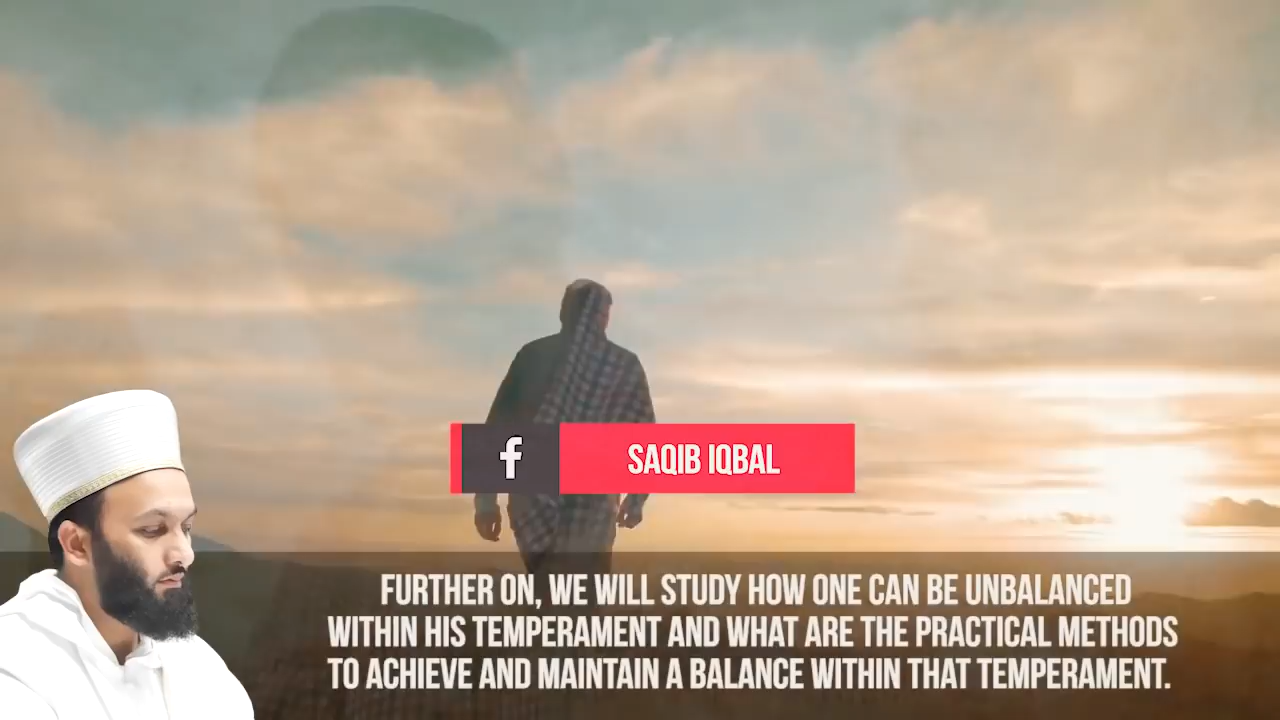 f SAQIB IQBAL
FURTHER ON, WE WILL STUDY HOW ONE CAN BE UNBALANCED
WITHIN HIS TEMPERAMENT AND WHAT ARE THE PRACTICAL METHODS
TO ACHIEVE AND MAINTAIN A BALANCE WITHIN THAT TEMPERAMENT.